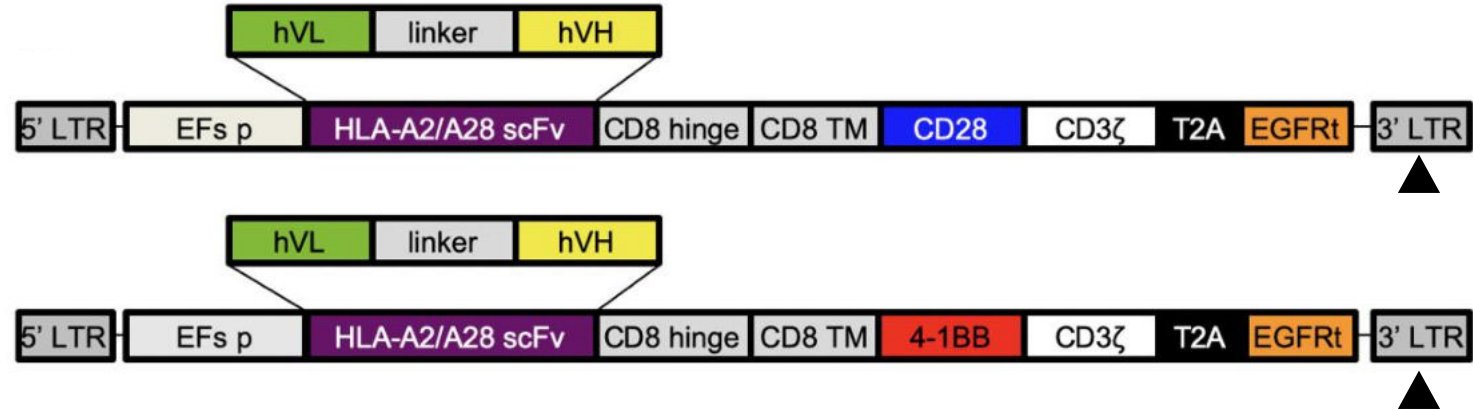 hVL linker hVH
5’ LTR EFs p HLA-A2/A28 scFv CD8 hinge CD8 TM CD28 CD3ζ T2A EGFRt 3’ LTR
hVL linker hVH
5’ LTR EFs p HLA-A2/A28 scFv CD8 hinge CD8 TM 4-1BB CD3ζ T2A EGFRt 3’ LTR